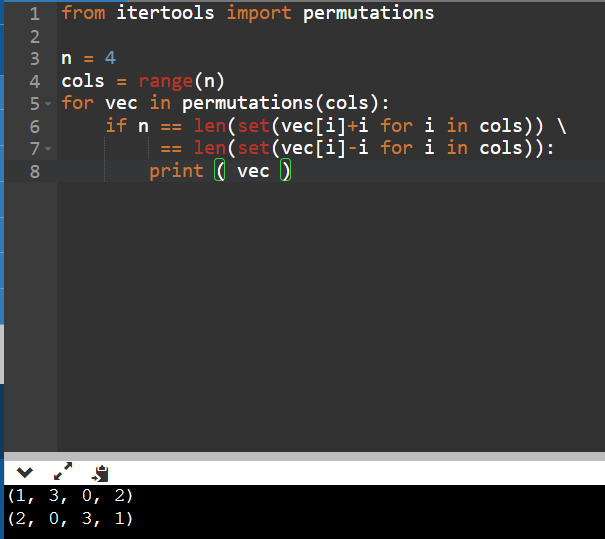 1 from itertools import permutations
2
3 n = 4
4 cols = range(n)
5 for vec in permutations(cols):
6     if n == len(set(vec[i]+i for i in cols)) \
7          == len(set(vec[i]-i for i in cols)):
8         print ( vec )
(1, 3, 0, 2)
(2, 0, 3, 1)